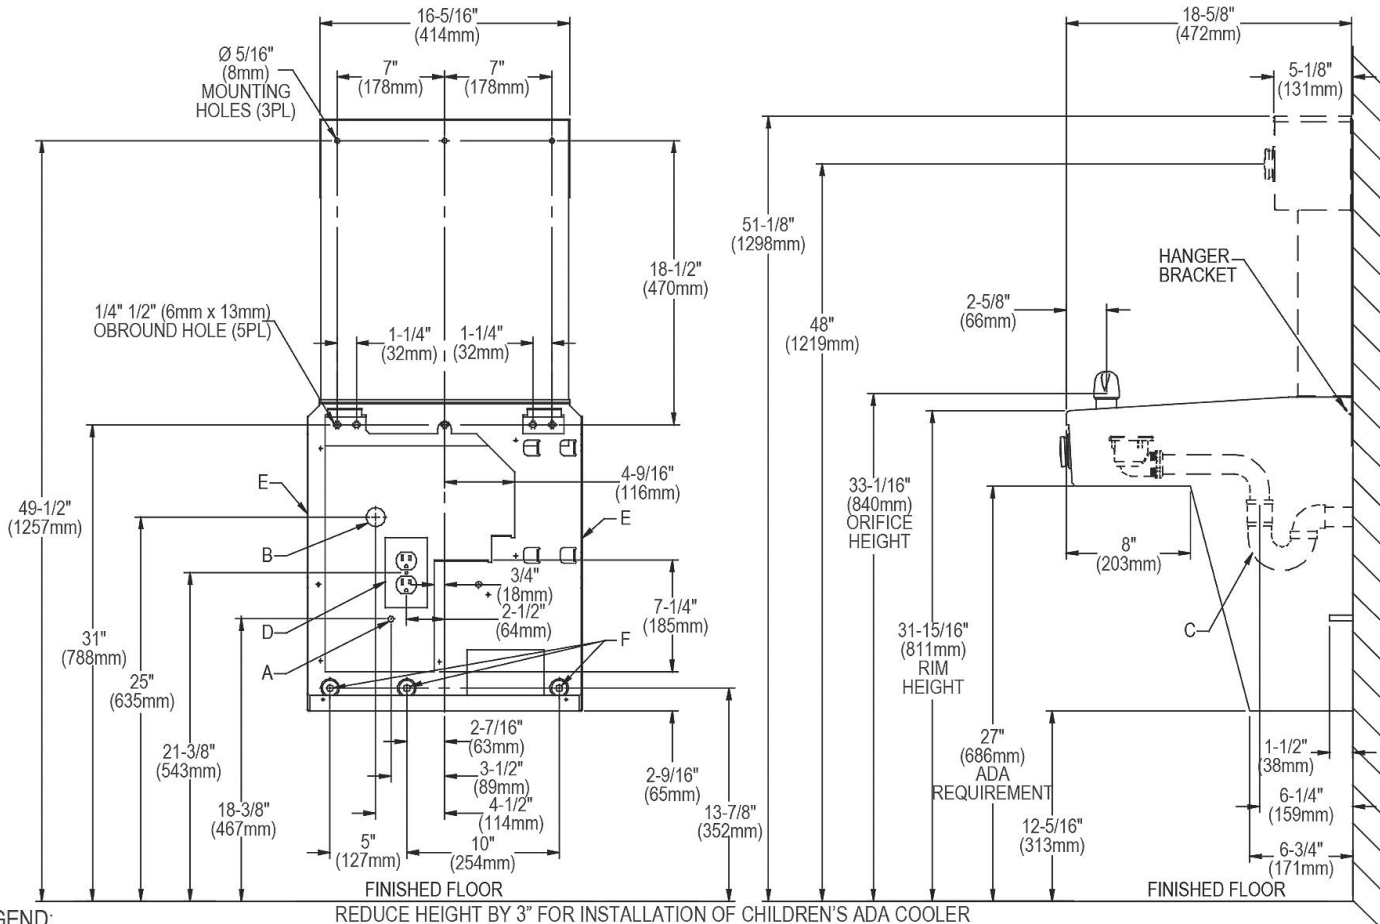 16-5/16"
(414mm)
18-5/8"
(472mm)
Ø 5/16"
(8mm)
MOUNTING
HOLES (3PL)
7"
(178mm)
7"
(178mm)
5-1/8"
(131mm)
51-1/8"
(1298mm)
HANGER
BRACKET
18-1/2"
(470mm)
1/4" 1/2" (6mm x 13mm)
OBROUND HOLE (5PL)
1-1/4"
(32mm)
1-1/4"
(32mm)
2-5/8"
(66mm)
48"
(1219mm)
4-9/16"
(116mm)
E
49-1/2"
(1257mm)
33-1/16"
(840mm)
ORIFICE
HEIGHT
E
B
8"
(203mm)
3/4"
(18mm)
2-1/2"
(64mm)
7-1/4"
(185mm)
D
F
C
A
31"
(788mm)
31-15/16"
(811mm)
RIM
HEIGHT
25"
(635mm)
2-7/16"
(63mm)
27"
(686mm)
ADA
REQUIREMENT
21-3/8"
(543mm)
3-1/2"
(89mm)
2-9/16"
(65mm)
1-1/2"
(38mm)
18-3/8"
(467mm)
4-1/2"
(114mm)
13-7/8"
(352mm)
6-1/4"
(159mm)
12-5/16"
(313mm)
5"
(127mm)
10"
(254mm)
6-3/4"
(171mm)
FINISHED FLOOR
FINISHED FLOOR
GEND:
REDUCE HEIGHT BY 3" FOR INSTALLATION OF CHILDREN'S ADA COOLER